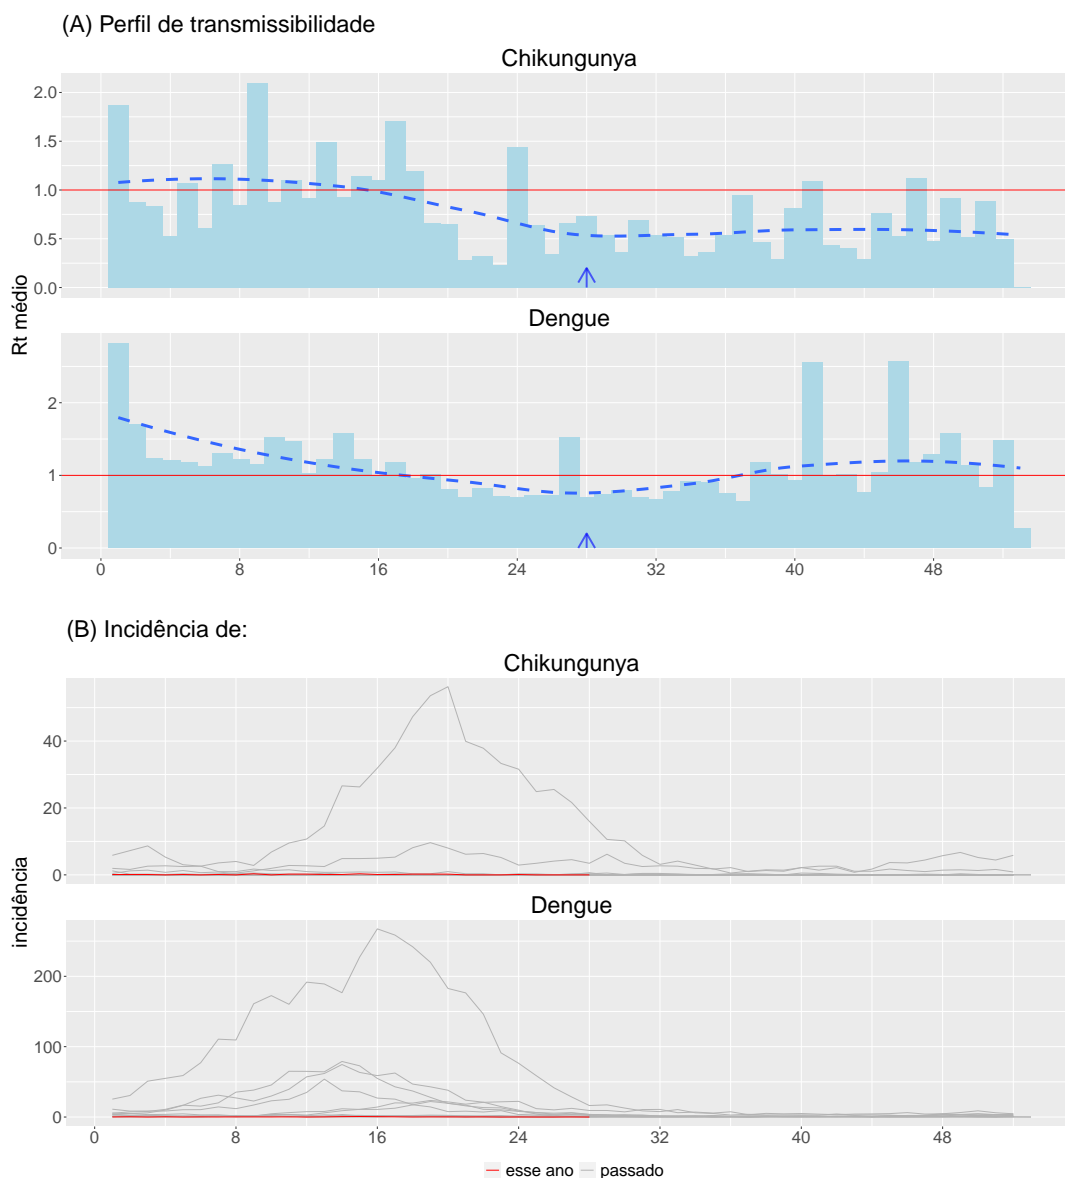 (A) Perfil de transmissibilidade
Chikungunya
2.0
1.5
1.0
0.5
0.0
Rt médio
Dengue
2
1
0
0 8 16 24 32 40 48
(B) Incidência de:
Chikungunya
40
20
0
incidência
Dengue
200
100
0
0 8 16 24 32 40 48
esse ano passado